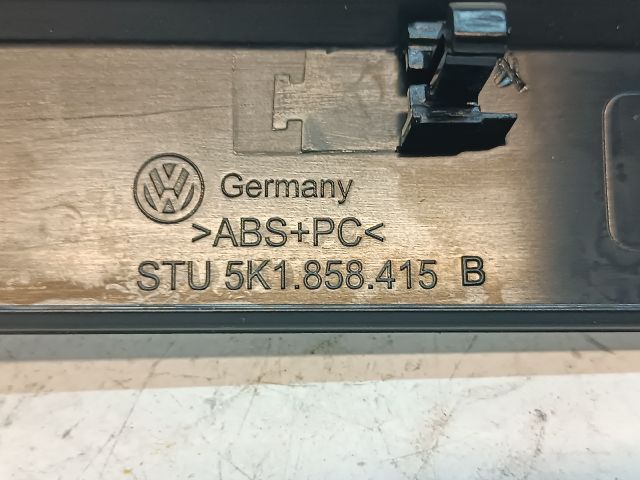 Germany
>ABS+PC<
STU 5K1.858.415 B